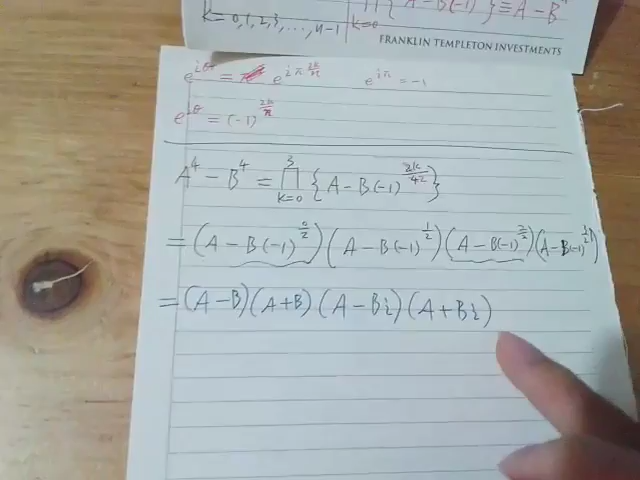 k = 0, 1, 2, 3, ..., n-1
∏ k=0 { A - B(-1) } ≡ A - B^n
FRANKLIN TEMPLETON INVESTMENTS
e^{iθ} = e^{iπ 2k/n} e^{iπ} = -1
e^{iθ} = (-1)^{2k/n}
A^4 - B^4 = ∏_{k=0}^{3} { A - B(-1)^{2k/42} }
= (A - B(-1)^{0/2}) (A - B(-1)^{1/2}) (A - B(-1)^{2/2}) (A - B(-1)^{3/2})
= (A - B) (A + B) (A - Bi) (A + Bi)